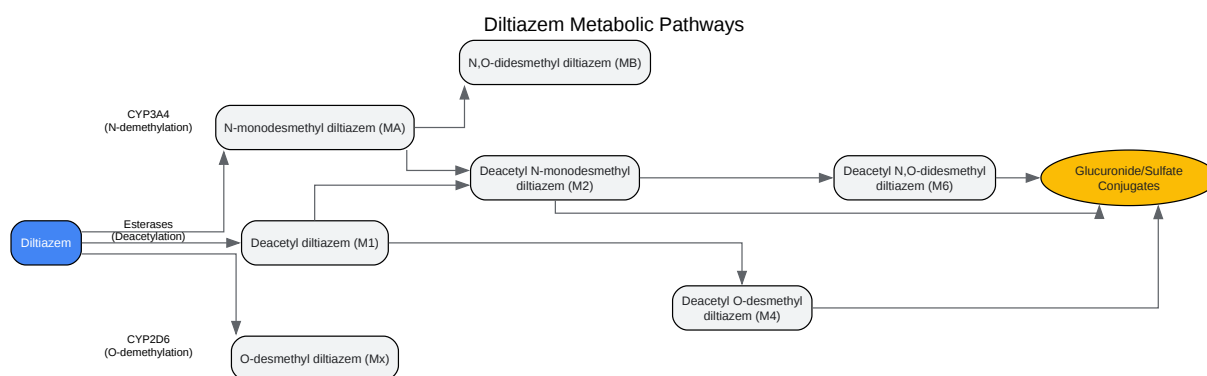 Diltiazem Metabolic Pathways
N,O-didesmethyl diltiazem (MB)
CYP3A4
(N-demethylation)
N-monodesmethyl diltiazem (MA)
Deacetyl N-monodesmethyl
diltiazem (M2)
Deacetyl N,O-didesmethyl
diltiazem (M6)
Glucuronide/Sulfate
Conjugates
Diltiazem
Esterases
(Deacetylation)
Deacetyl diltiazem (M1)
Deacetyl O-desmethyl
diltiazem (M4)
CYP2D6
(O-demethylation)
O-desmethyl diltiazem (Mx)